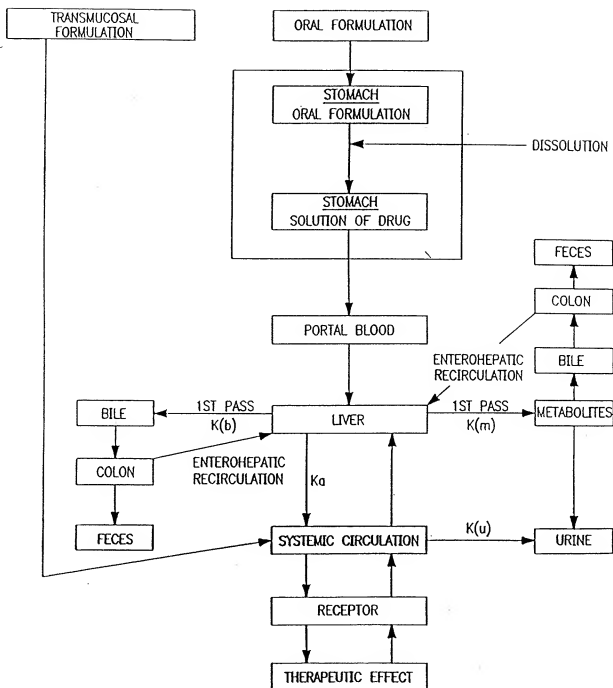 TRANSMUCOSAL
FORMULATION
ORAL FORMULATION
STOMACH
ORAL FORMULATION
DISSOLUTION
STOMACH
SOLUTION OF DRUG
FECES
COLON
PORTAL BLOOD
ENTEROHEPATIC
RECIRCULATION
BILE
BILE
1ST PASS
K(b)
LIVER
1ST PASS
K(m)
METABOLITES
COLON
ENTEROHEPATIC
RECIRCULATION
Ka
FECES
SYSTEMIC CIRCULATION
K(u)
URINE
RECEPTOR
THERAPEUTIC EFFECT